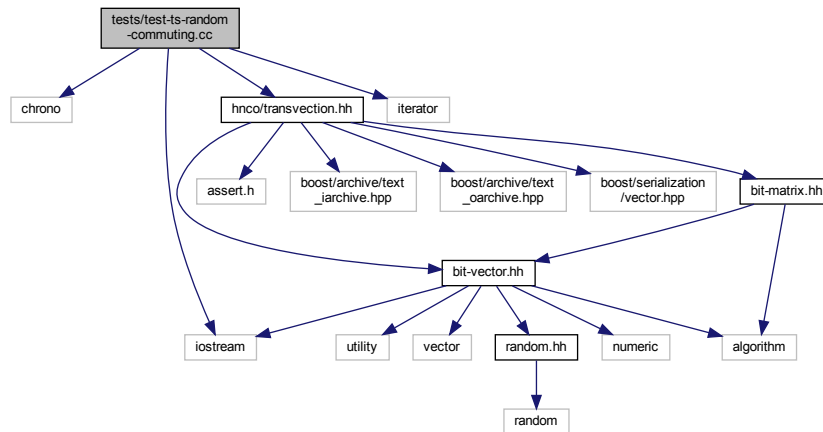 tests/test-ts-random
-commuting.cc
chrono
hnco/transvection.hh
iterator
assert.h
boost/archive/text
_iarchive.hpp
boost/archive/text
_oarchive.hpp
boost/serialization
/vector.hpp
bit-matrix.hh
bit-vector.hh
iostream
utility
vector
random.hh
numeric
algorithm
random